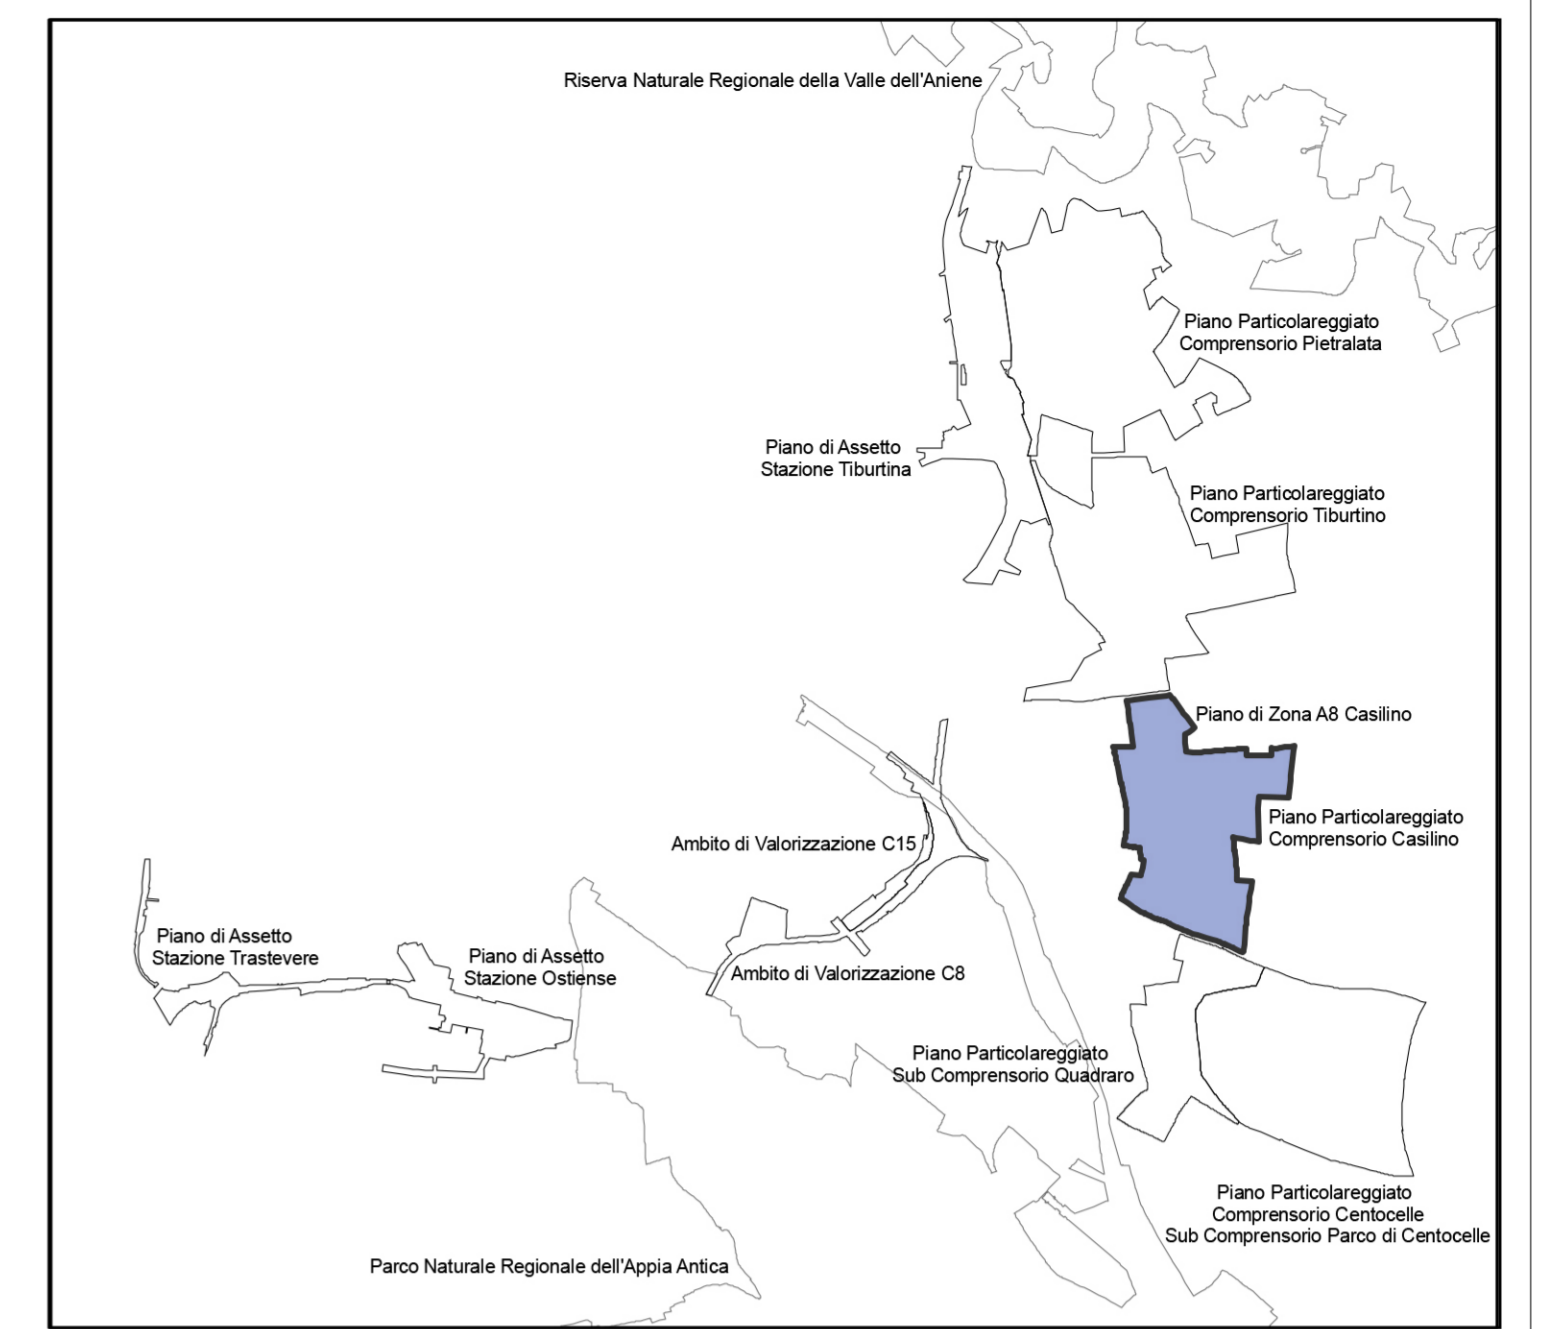 Riserva Naturale Regionale della Valle dell'Aniene
Piano Particolareggiato
Comprensorio Pietralata
Piano di Assetto
Stazione Tiburtina
Piano Particolareggiato
Comprensorio Tiburtino
Piano di Zona A8 Casilino
Piano Particolareggiato
Comprensorio Casilino
Ambito di Valorizzazione C15
Piano di Assetto
Stazione Trastevere
Piano di Assetto
Stazione Ostiense
Ambito di Valorizzazione C8
Piano Particolareggiato
Sub Comprensorio Quadraro
Piano Particolareggiato
Comprensorio Centocelle
Sub Comprensorio Parco di Centocelle
Parco Naturale Regionale dell'Appia Antica